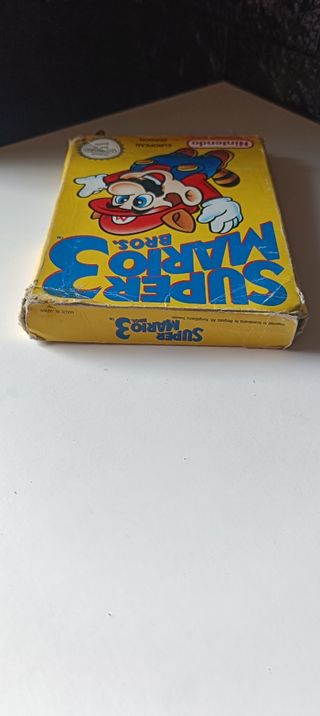 SUPER
MARIO
BROS.
3
Nintendo
EUROPEAN
VERSION
SUPER
MARIO
BROS.
3
MADE IN JAPAN